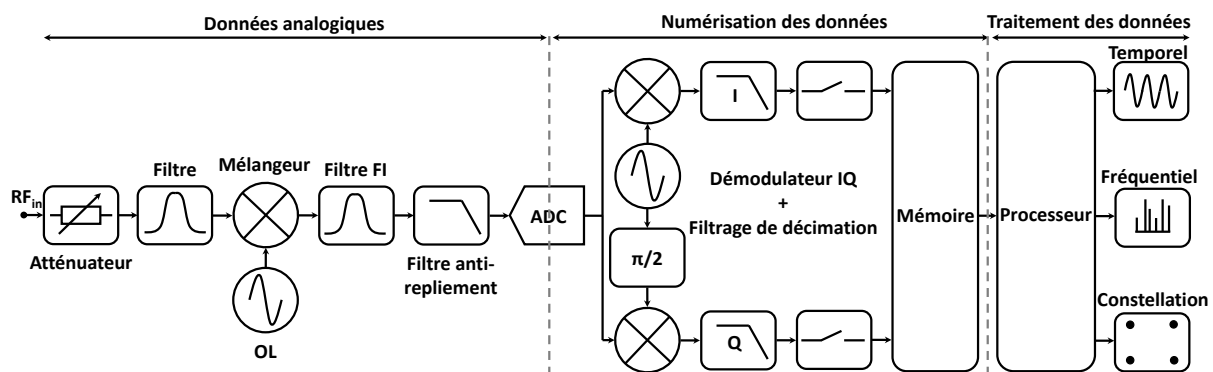 Données analogiques
Numérisation des données
Traitement des données
Temporel
I
Filtre
Mélangeur
Filtre FI
RFin
ADC
Démodulateur IQ
+
Filtrage de décimation
Mémoire
Processeur
Fréquentiel
Atténuateur
Filtre anti-
repliement
π/2
OL
Q
Constellation